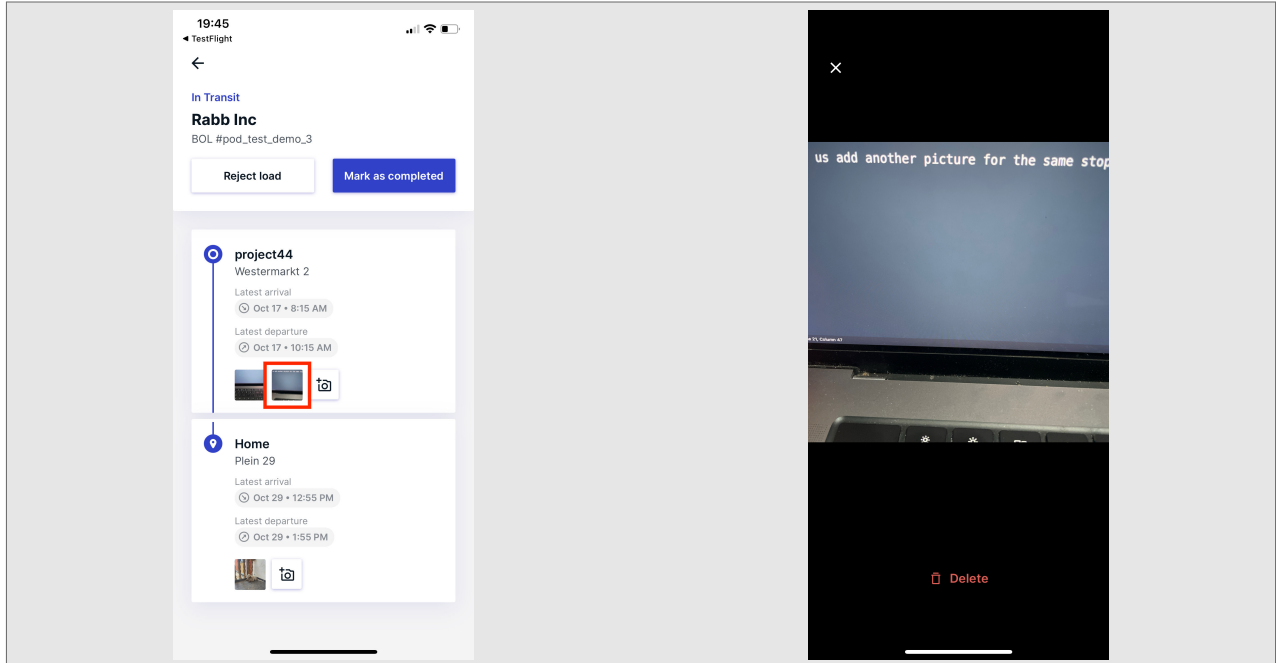 19:45
◀ TestFlight
In Transit
Rabb Inc
BOL #pod_test_demo_3
Reject load
Mark as completed
project44
Westermarkt 2
Latest arrival
Oct 17 • 8:15 AM
Latest departure
Oct 17 • 10:15 AM
Home
Plein 29
Latest arrival
Oct 29 • 12:55 PM
Latest departure
Oct 29 • 1:55 PM
us add another picture for the same stop
21, Column 47
Delete